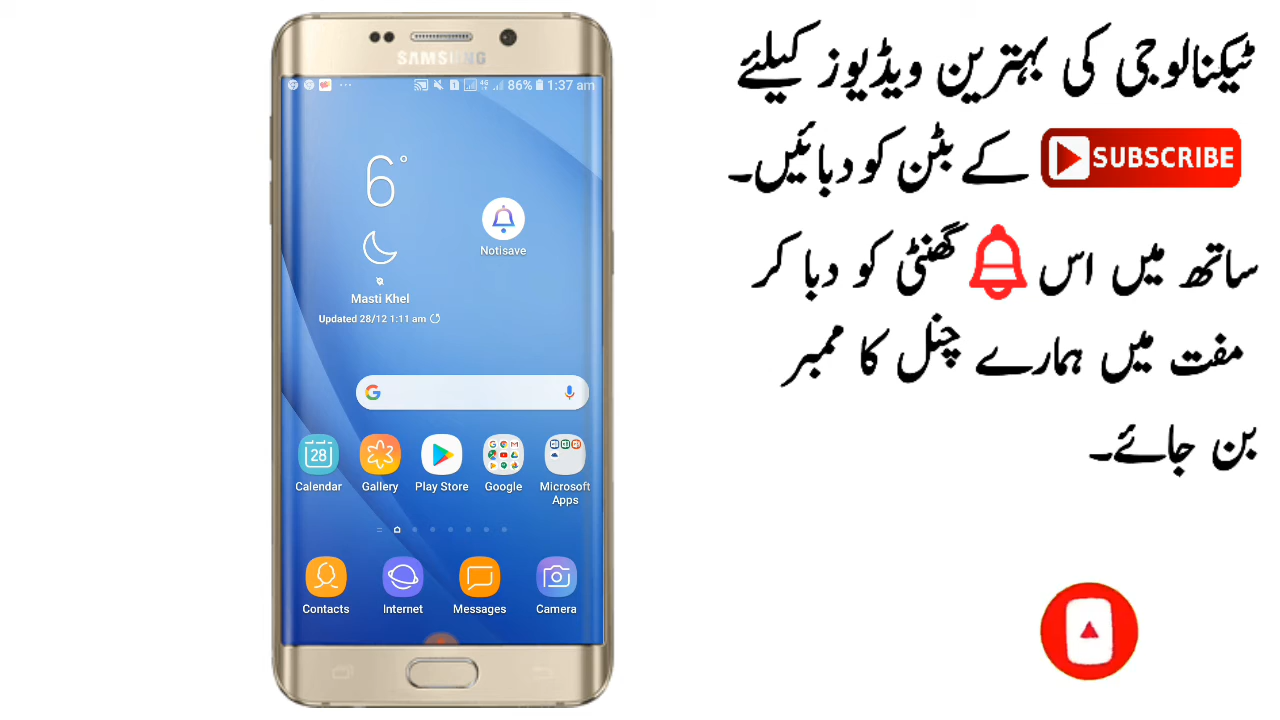 SAMSUNG
4G 86% 1:37 am
6°
Notisave
Masti Khel
Updated 28/12 1:11 am
28
Calendar Gallery Play Store Google Microsoft Apps
Contacts Internet Messages Camera
ٹیکنالوجی کی بہترین ویڈیوز کیلئے
SUBSCRIBE کے بٹن کو دبائیں۔
ساتھ میں اس گھنٹی کو دبا کر
مفت میں ہمارے چنل کا ممبر
بن جائے۔